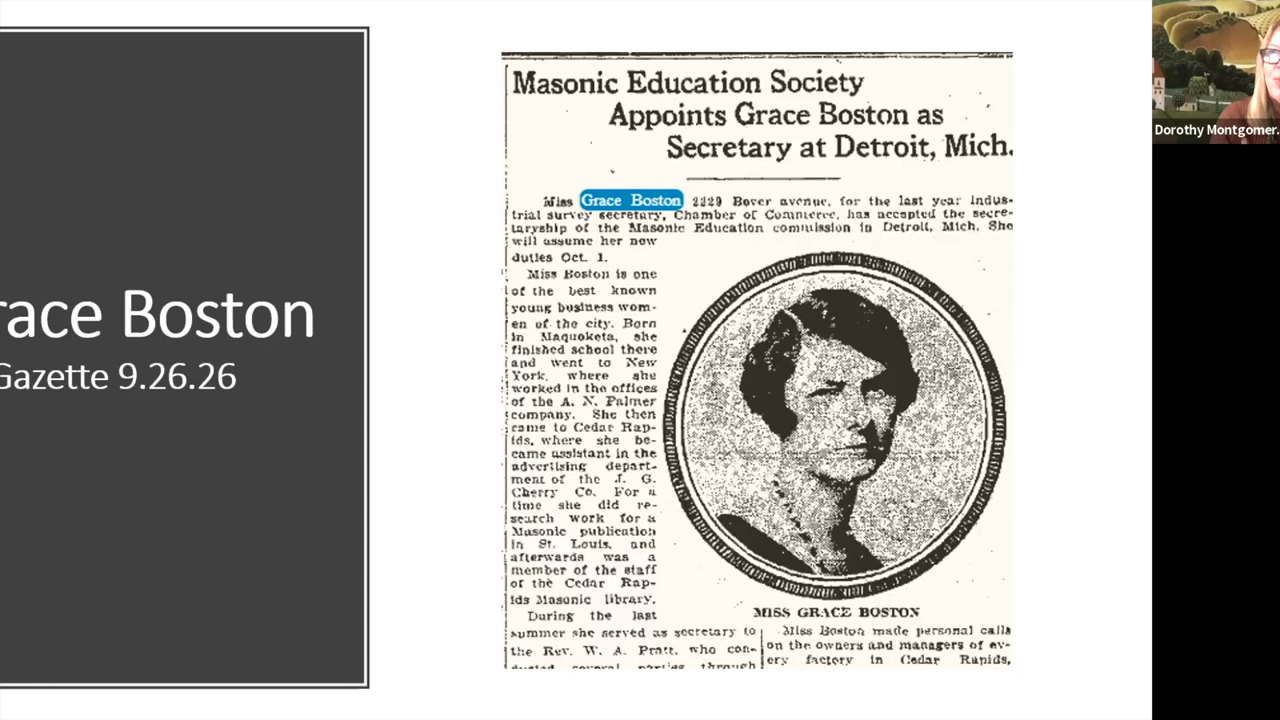 race Boston
Gazette 9.26.26
Masonic Education Society
Appoints Grace Boston as
Secretary at Detroit, Mich.
Miss Grace Boston 2229 Bever avenue, for the last year indus-
trial survey secretary, Chamber of Commerce, has accepted the secre-
taryship of the Masonic Education commission in Detroit, Mich. She
will assume her new
duties Oct. 1.
Miss Boston is one
of the best known
young business wom-
en of the city. Born
in Maquoketa, she
finished school there
and went to New
York, where she
worked in the offices
of the A. N. Palmer
company. She then
came to Cedar Rap-
ids, where she be-
came assistant in the
advertising depart-
ment of the J. G.
Cherry Co. For a
time she did re-
search work for a
Masonic publication
in St. Louis, and
afterwards was a
member of the staff
of the Cedar Rap-
ids Masonic library.
During the last
summer she served as secretary to
the Rev. W. A. Pratt, who con-
ducted several parties through
MISS GRACE BOSTON
Miss Boston made personal calls
on the owners and managers of ev-
ery factory in Cedar Rapids,
Dorothy Montgomer.